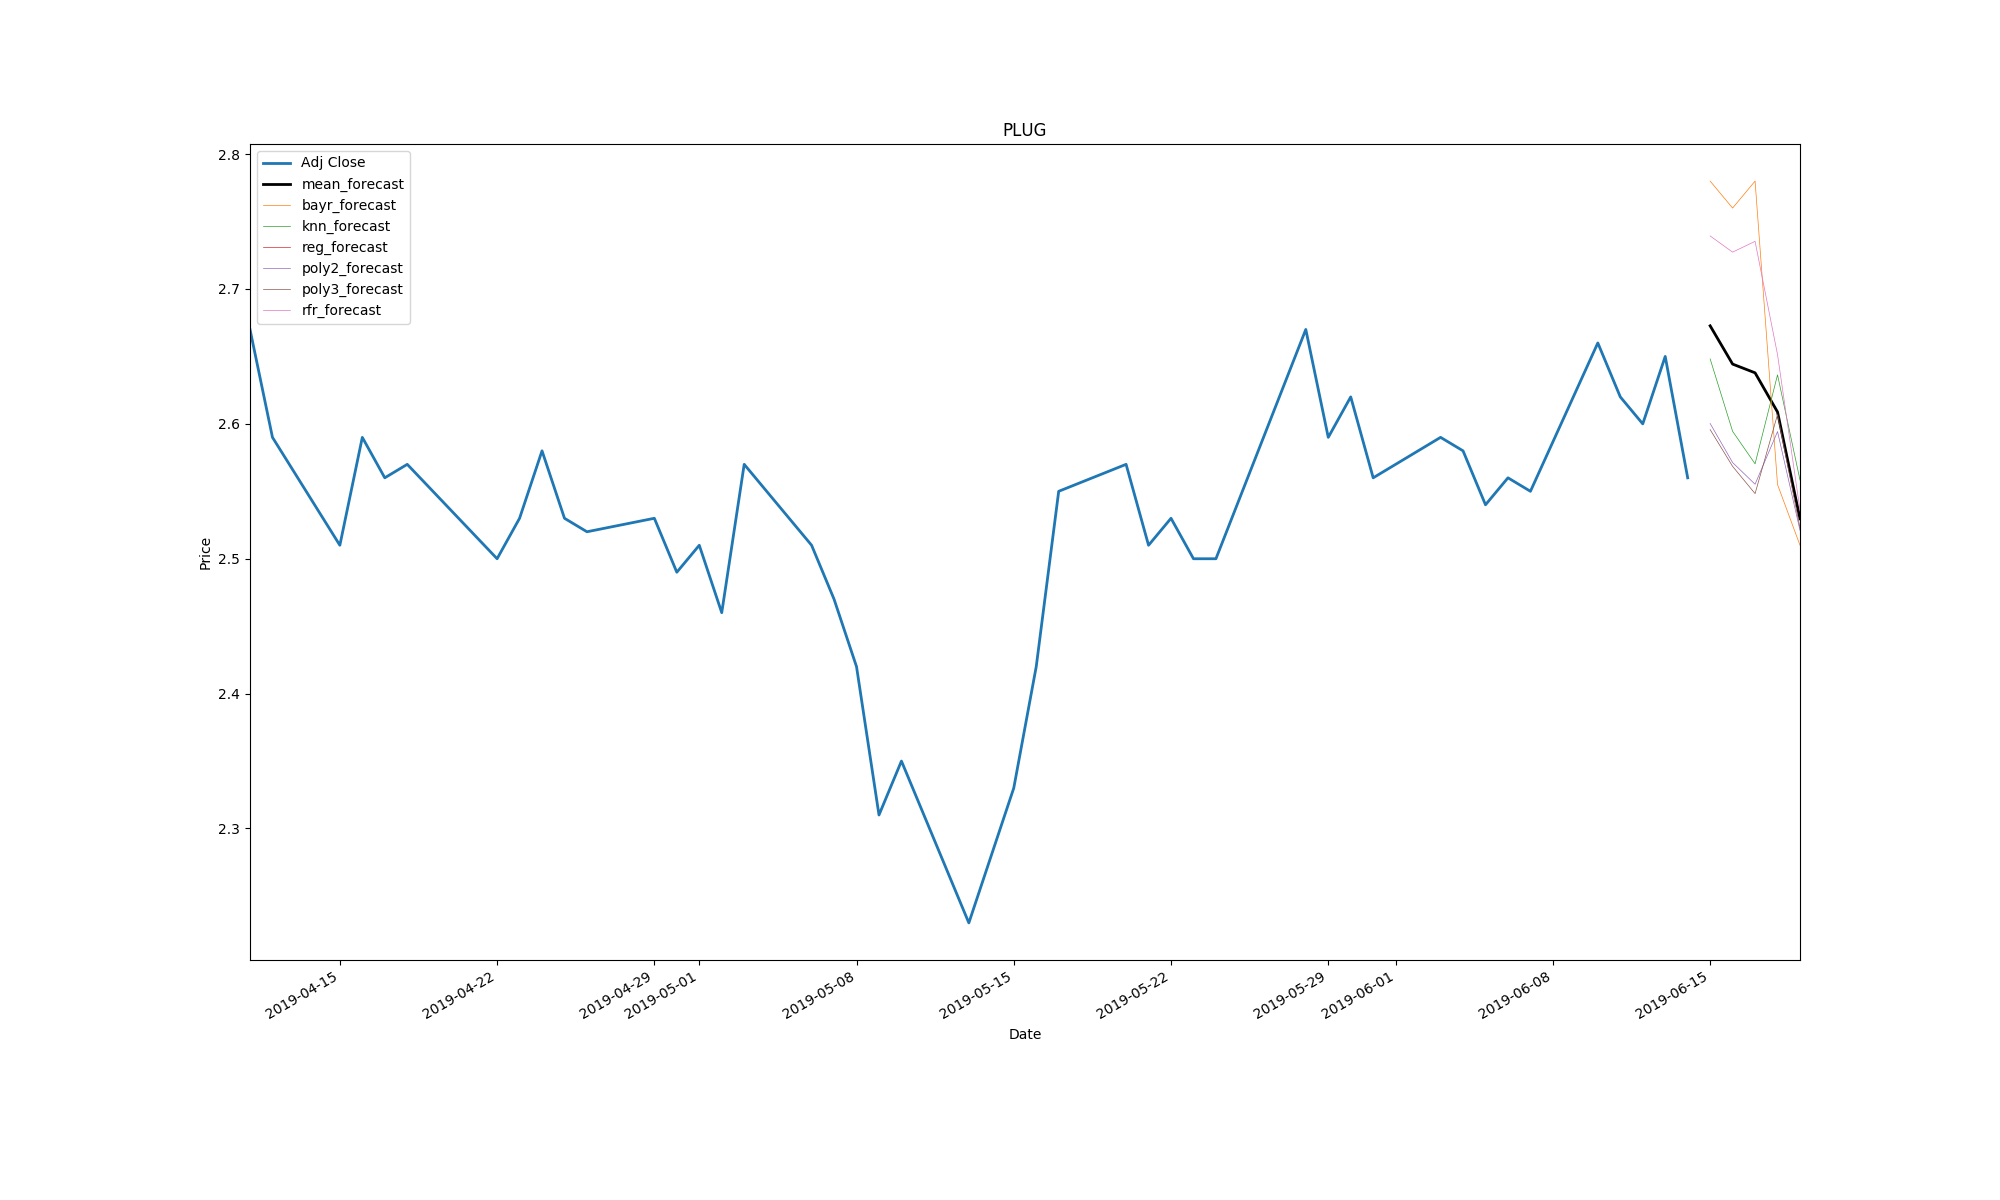 PLUG
2.8
2.7
2.6
2.5
2.4
2.3
Price
Adj Close
mean_forecast
bayr_forecast
knn_forecast
reg_forecast
poly2_forecast
poly3_forecast
rfr_forecast
2019-04-15
2019-04-22
2019-04-29
2019-05-01
2019-05-08
2019-05-15
2019-05-22
2019-05-29
2019-06-01
2019-06-08
2019-06-15
Date